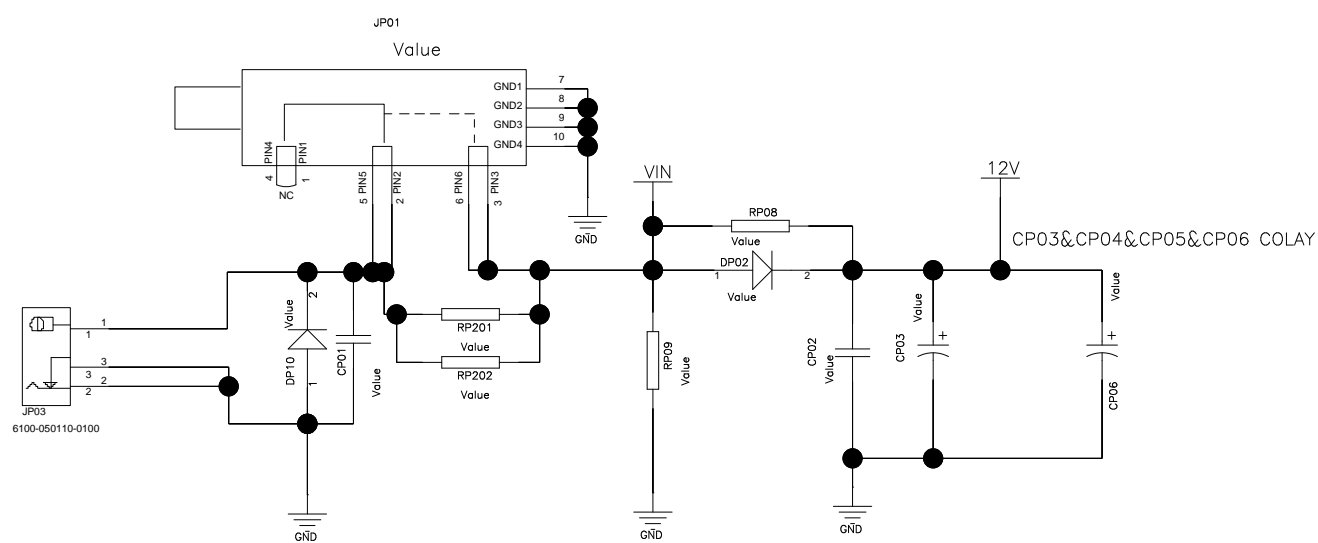 JP01
Value
GND1 7
GND2 8
GND3 9
GND4 10
PIN4 PIN1
4 1
NC
PIN5 PIN2
5 2
PIN6 PIN3
6 3
GND
VIN
12V
RP08
Value
CP03&CP04&CP05&CP06 COLAY
DP02
1 2
Value
2
Value
DP10
1
CP01
Value
RP201
Value
RP202
Value
RP09
Value
CP02
Value
CP03
Value
+
Value
+
CP06
1
1
3
3
2
2
JP03
6100-050110-0100
GND
GND
GND